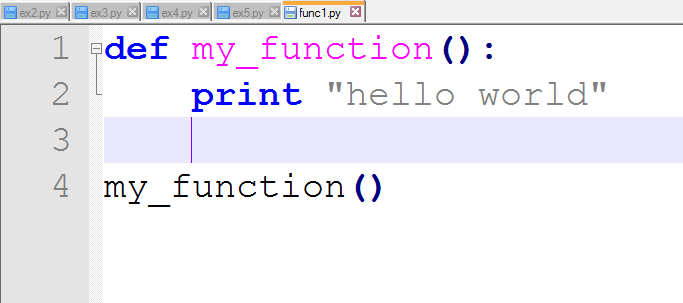 ex2.py ex3.py ex4.py ex5.py func1.py
1 def my_function():
2     print "hello world"
3
4 my_function()